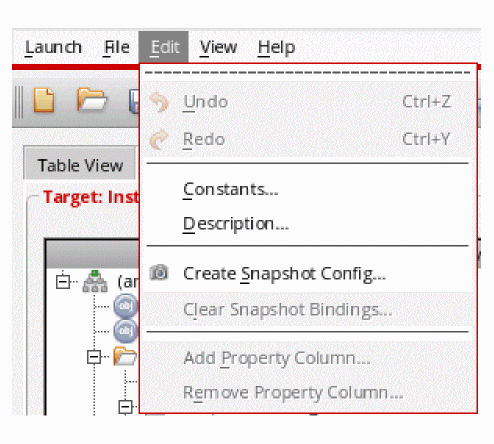 Launch File Edit View Help
Undo Ctrl+Z
Redo Ctrl+Y
Table View
Constants...
Target: Inst
Description...
Create Snapshot Config...
(ar
obj
Clear Snapshot Bindings...
obj
Add Property Column...
Remove Property Column...